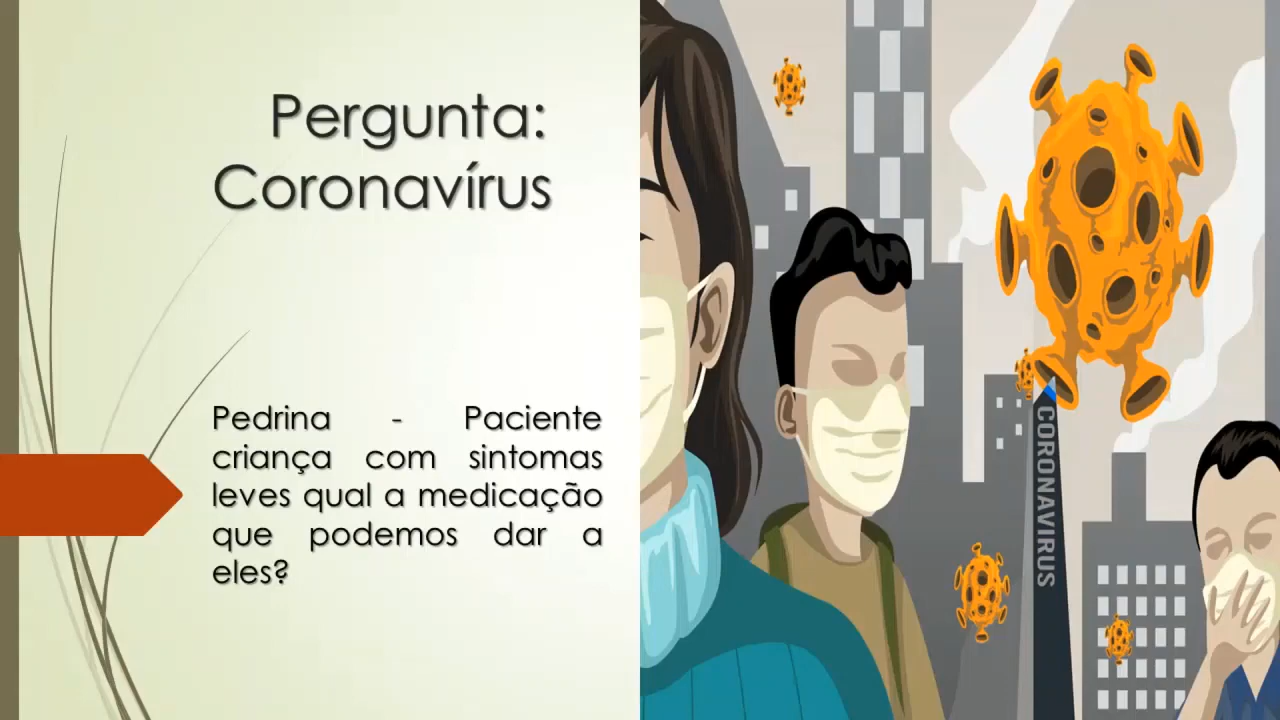 Pergunta:
Coronavírus
Pedrina - Paciente
criança com sintomas
leves qual a medicação
que podemos dar a
eles?
CORONAVIRUS